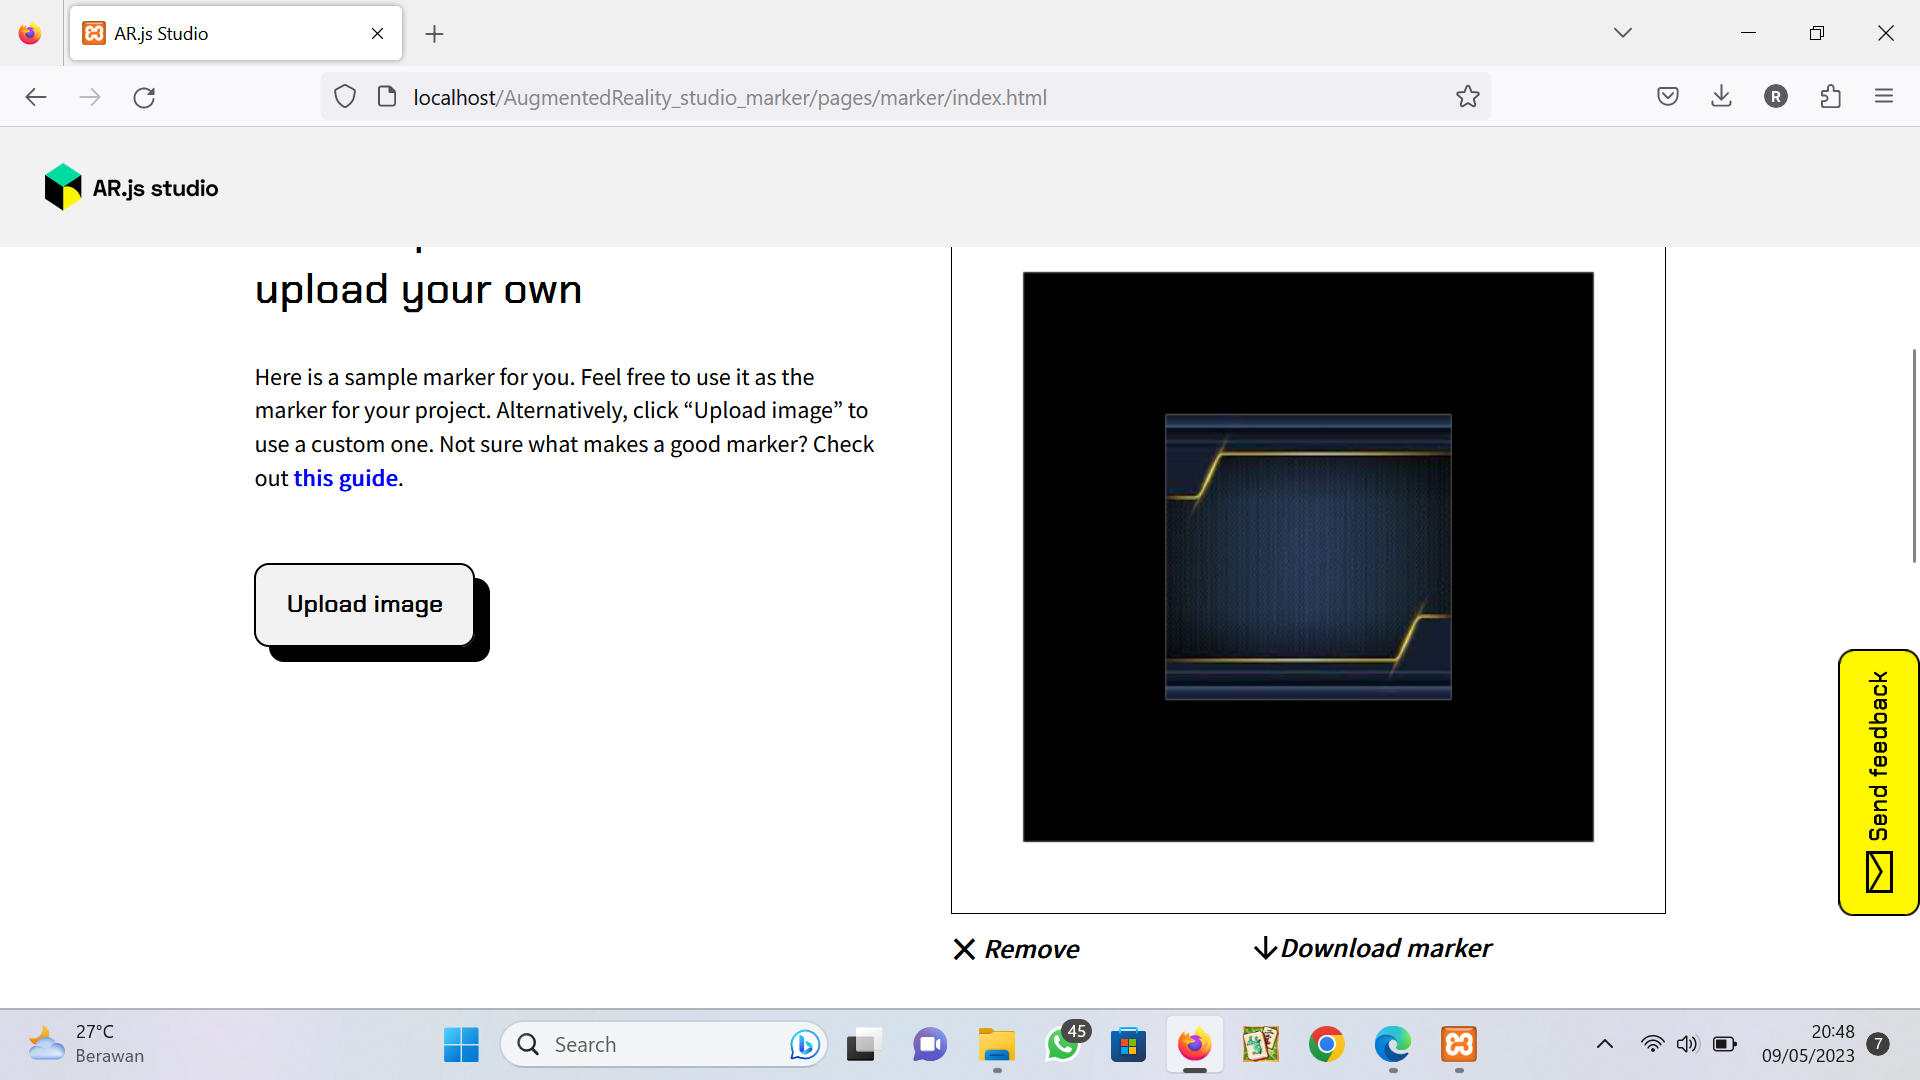 AR.js Studio
localhost/AugmentedReality_studio_marker/pages/marker/index.html
R
AR.js studio
upload your own
Here is a sample marker for you. Feel free to use it as the
marker for your project. Alternatively, click “Upload image” to
use a custom one. Not sure what makes a good marker? Check
out this guide.
Upload image
Remove
Download marker
Send feedback
27°C
Berawan
Search
45
20:48
09/05/2023
7